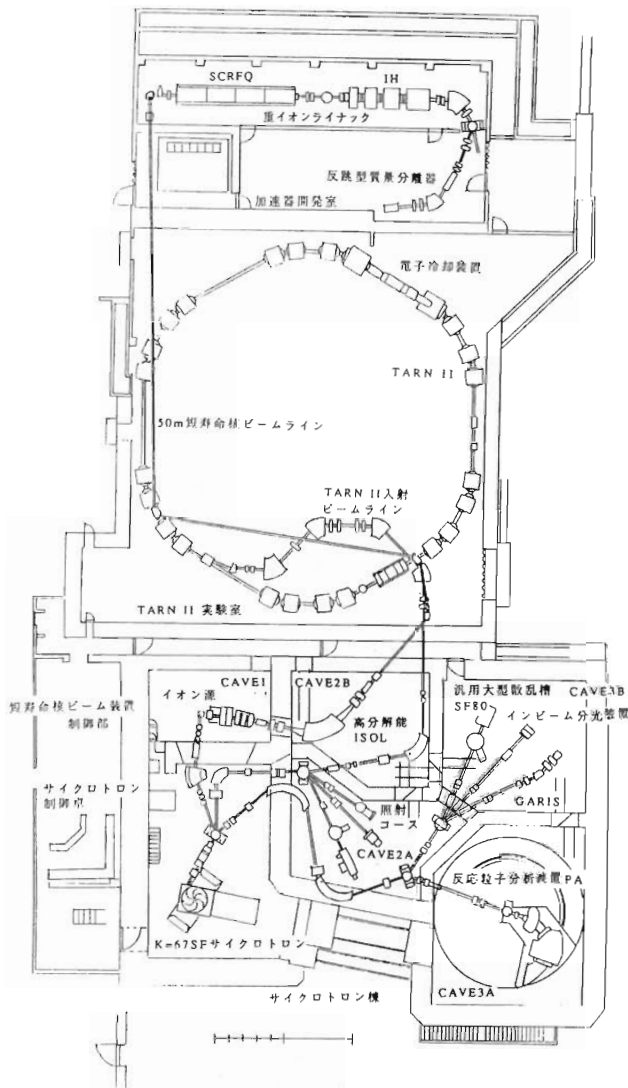 SCRFQ
IH
重イオンライナック
反跳型質量分離器
加速器開発室
電子冷却装置
TARN II
50m短寿命核ビームライン
TARN II入射
ビームライン
TARN II 実験室
CAVE1
CAVE2B
イオン源
汎用大型散乱槽
CAVE3B
SF80
インビーム分光装置
短寿命核ビーム装置
制御部
高分解能
ISOL
サイクロトロン
制御卓
照射
コース
GARIS
CAVE2A
反応粒子分析装置PA
K=67SFサイクロトロン
CAVE3A
サイクロトロン棟